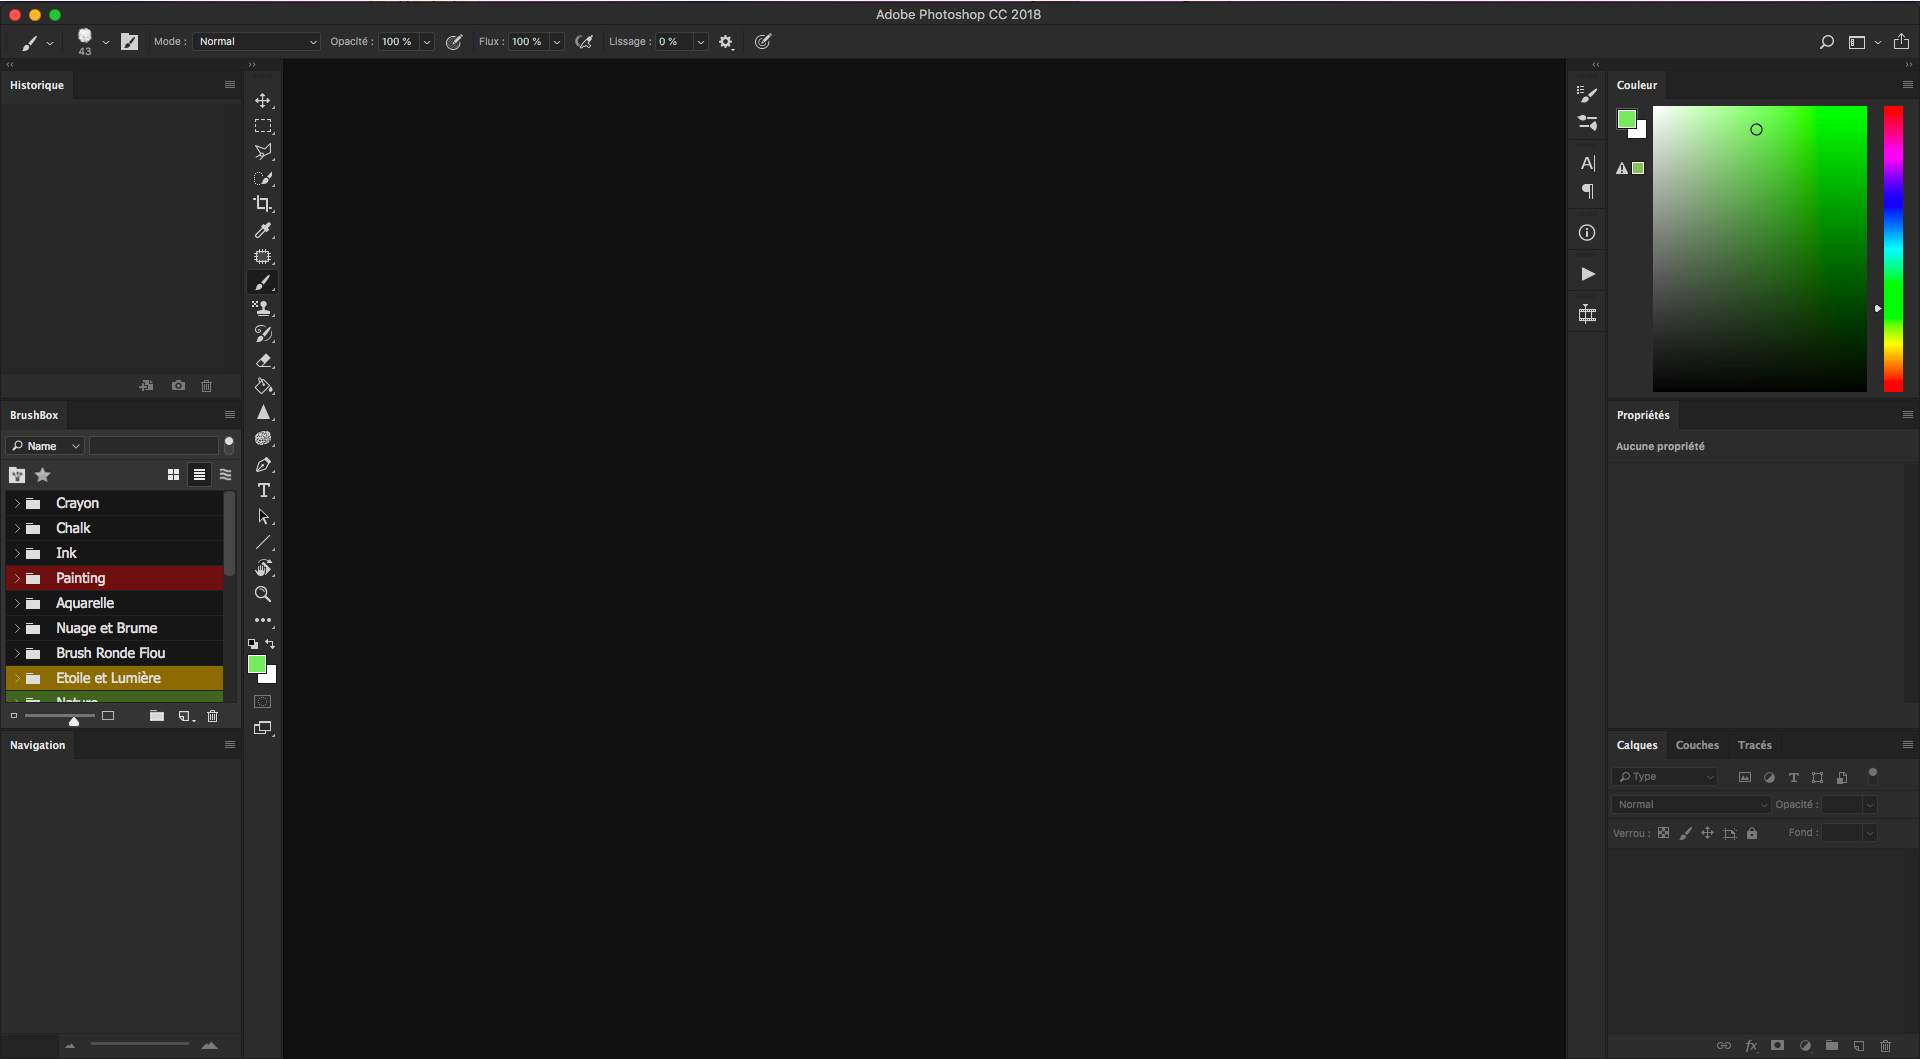 Adobe Photoshop CC 2018
43 Mode : Normal Opacité : 100 % Flux : 100 % Lissage : 0 %
Historique
BrushBox
Name
Crayon
Chalk
Ink
Painting
Aquarelle
Nuage et Brume
Brush Ronde Flou
Etoile et Lumière
Nature
Navigation
Couleur
Propriétés
Aucune propriété
Calques Couches Tracés
Type
Normal Opacité :
Verrou : Fond :